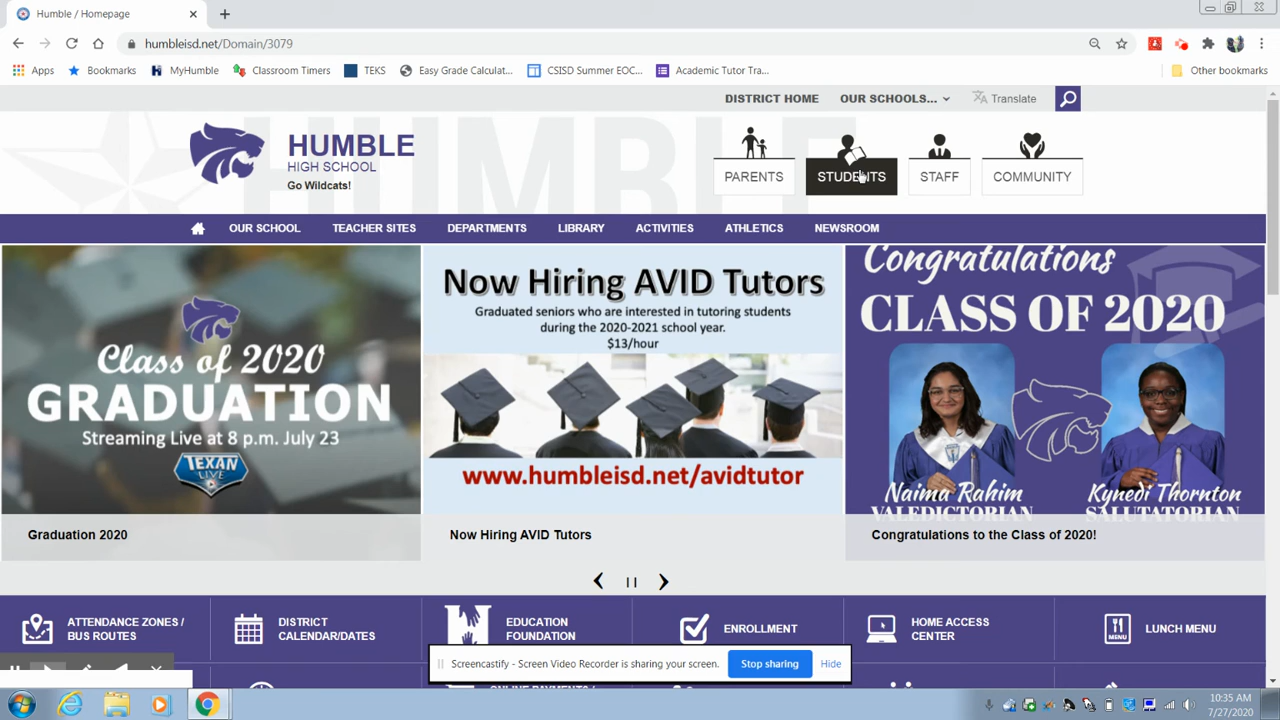 Humble / Homepage
humbleisd.net/Domain/3079
Apps
Bookmarks
MyHumble
Classroom Timers
TEKS
Easy Grade Calculat...
CSISD Summer EOC...
Academic Tutor Tra...
Other bookmarks
DISTRICT HOME
OUR SCHOOLS...
Translate
HUMBLE
HIGH SCHOOL
Go Wildcats!
HUMBLE
PARENTS
STUDENTS
STAFF
COMMUNITY
OUR SCHOOL
TEACHER SITES
DEPARTMENTS
LIBRARY
ACTIVITIES
ATHLETICS
NEWSROOM
Class of 2020
GRADUATION
Streaming Live at 8 p.m. July 23
TEXAN
LIVE
Graduation 2020
Now Hiring AVID Tutors
Graduated seniors who are interested in tutoring students
during the 2020-2021 school year.
$13/hour
www.humbleisd.net/avidtutor
Now Hiring AVID Tutors
Congratulations
CLASS OF 2020
Naima Rahim
VALEDICTORIAN
Kynedi Thornton
SALUTATORIAN
Congratulations to the Class of 2020!
ATTENDANCE ZONES /
BUS ROUTES
DISTRICT
CALENDAR/DATES
EDUCATION
FOUNDATION
ENROLLMENT
HOME ACCESS
CENTER
MENU
LUNCH MENU
Screencastify - Screen Video Recorder is sharing your screen.
Stop sharing
Hide
ONLINE PAYMENTS /
10:35 AM
7/27/2020